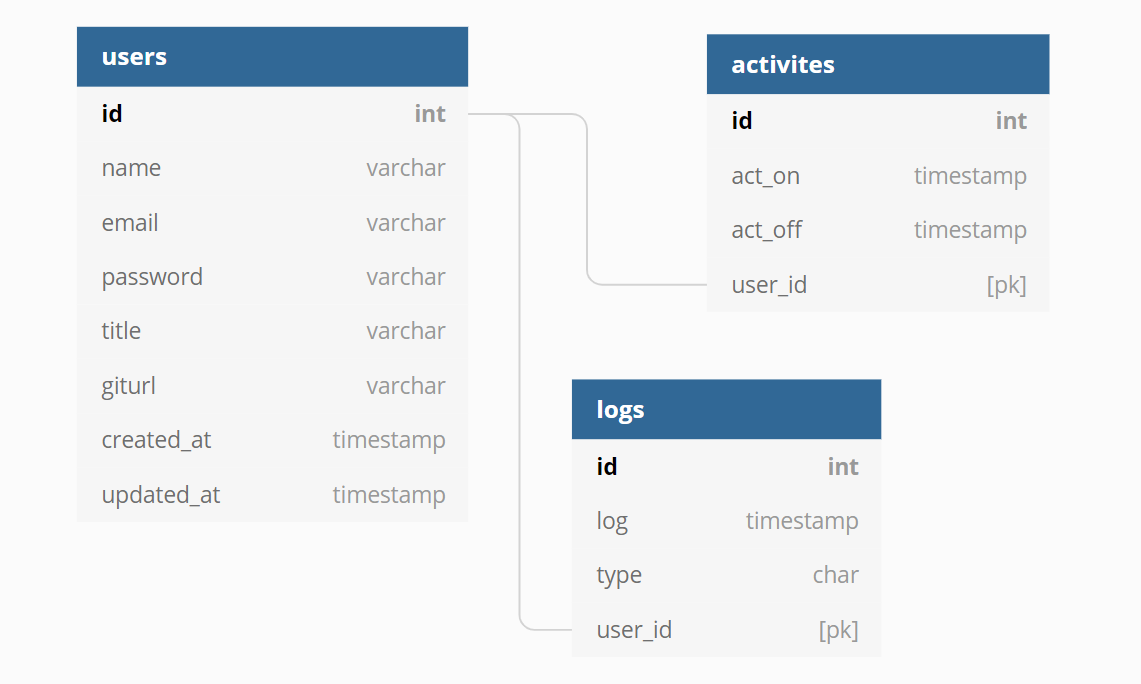 users
id int
name varchar
email varchar
password varchar
title varchar
giturl varchar
created_at timestamp
updated_at timestamp
activites
id int
act_on timestamp
act_off timestamp
user_id [pk]
logs
id int
log timestamp
type char
user_id [pk]